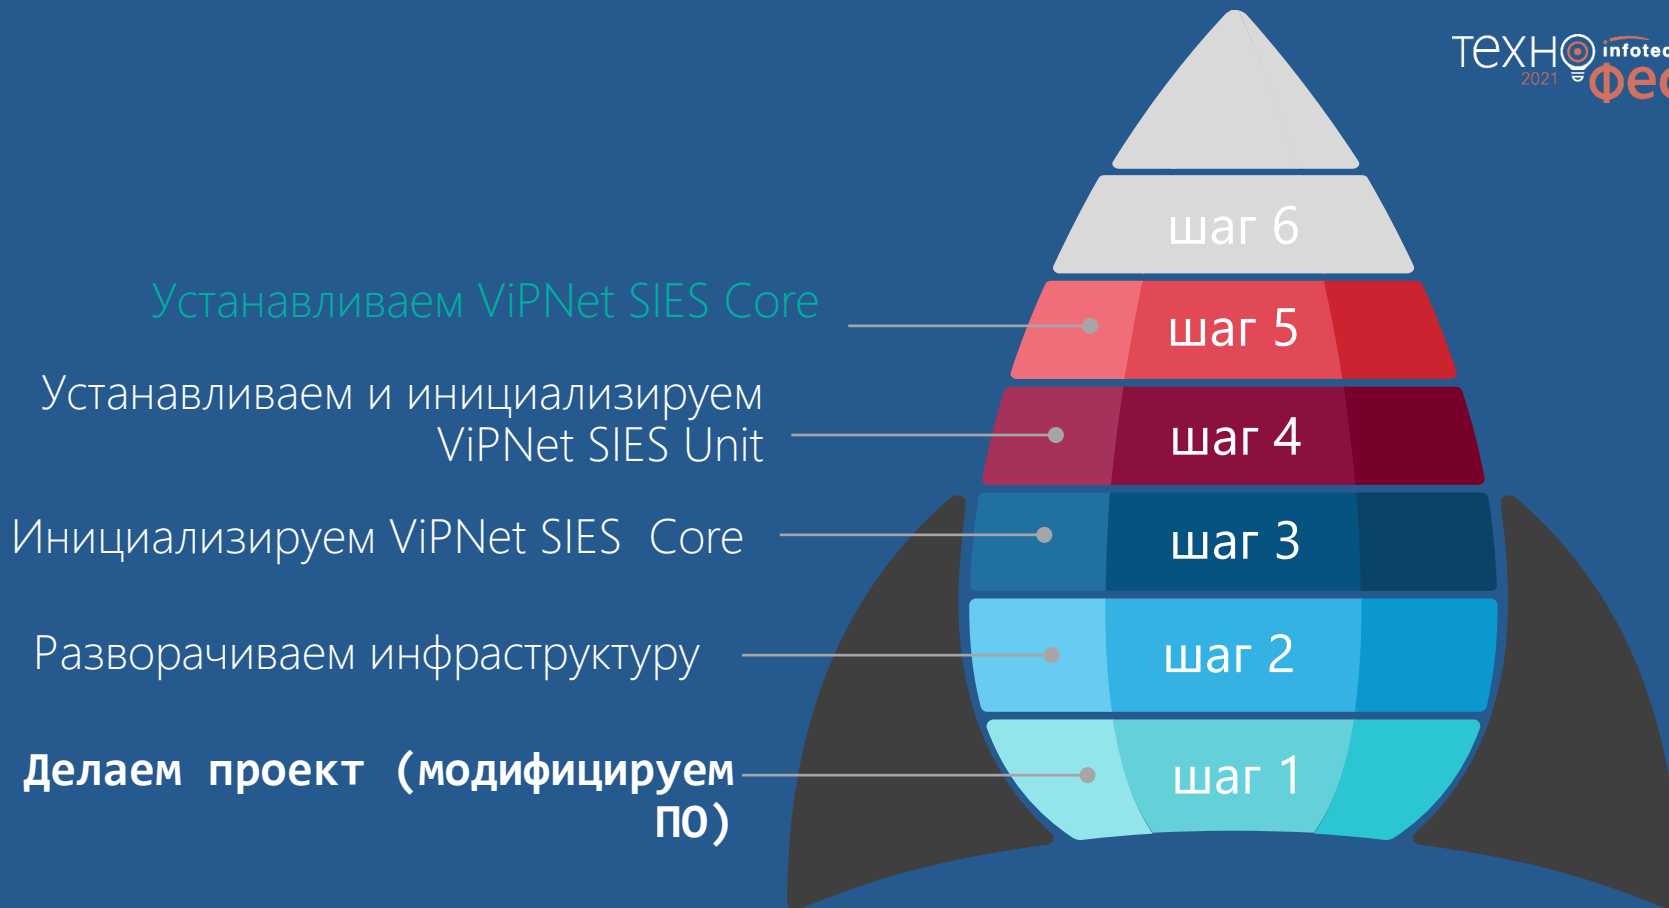 техно
infotec
2021
фес
шаг 6
Устанавливаем ViPNet SIES Core
шаг 5
Устанавливаем и инициализируем
ViPNet SIES Unit
шаг 4
Инициализируем ViPNet SIES Core
шаг 3
Разворачиваем инфраструктуру
шаг 2
Делаем проект (модифицируем
ПО)
шаг 1